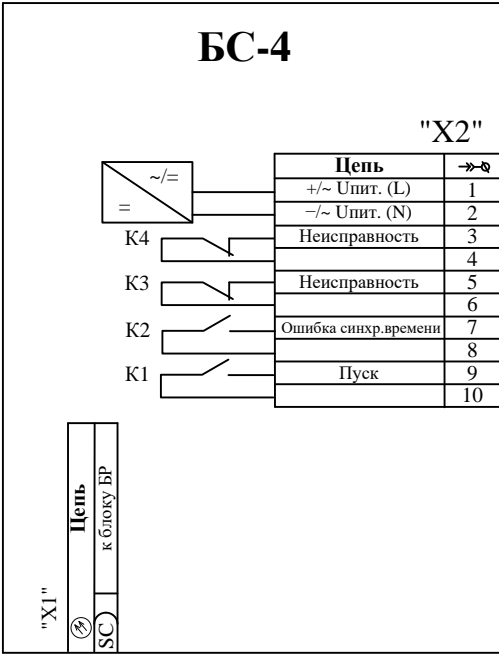 БС-4
"X2"
Цепь
~/=
=
+/~ Uпит. (L) 1
−/~ Uпит. (N) 2
К4 Неисправность 3
4
К3 Неисправность 5
6
К2 Ошибка синхр.времени 7
8
К1 Пуск 9
10
"X1"
Цепь
SC к блоку БР